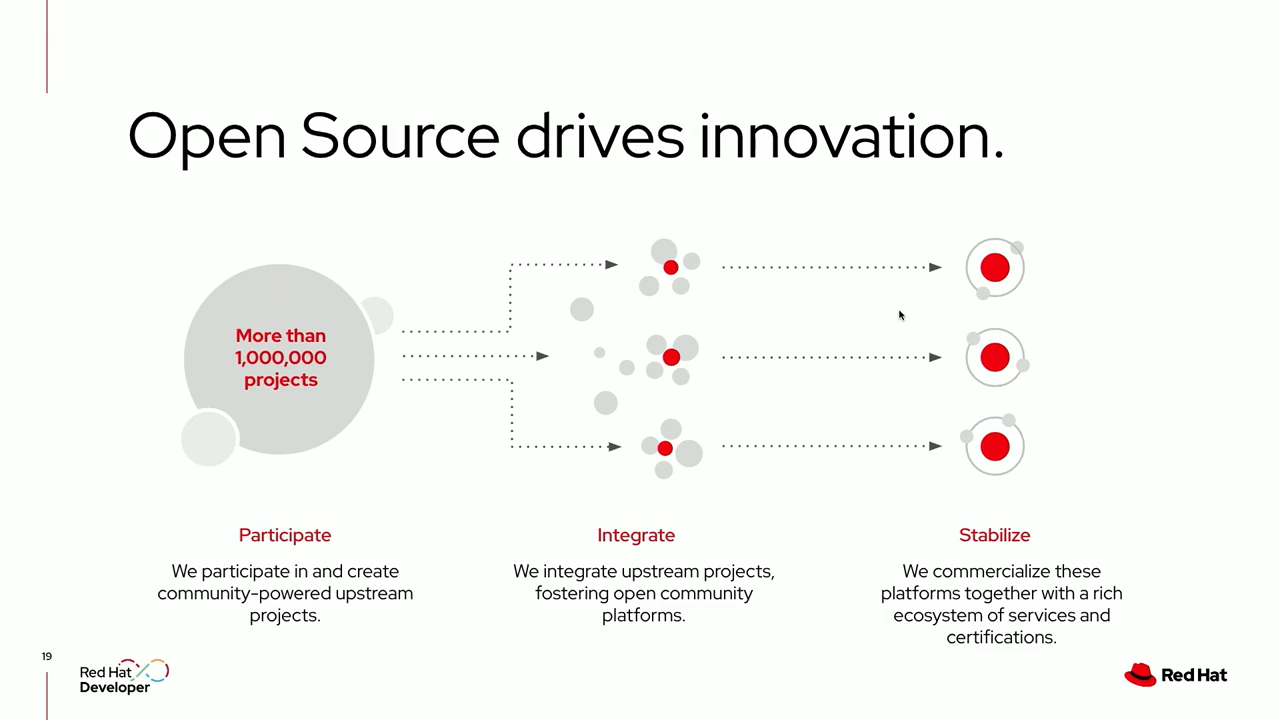 Open Source drives innovation.
More than
1,000,000
projects
Participate
We participate in and create
community-powered upstream
projects.
Integrate
We integrate upstream projects,
fostering open community
platforms.
Stabilize
We commercialize these
platforms together with a rich
ecosystem of services and
certifications.
19
Red Hat
Developer
Red Hat